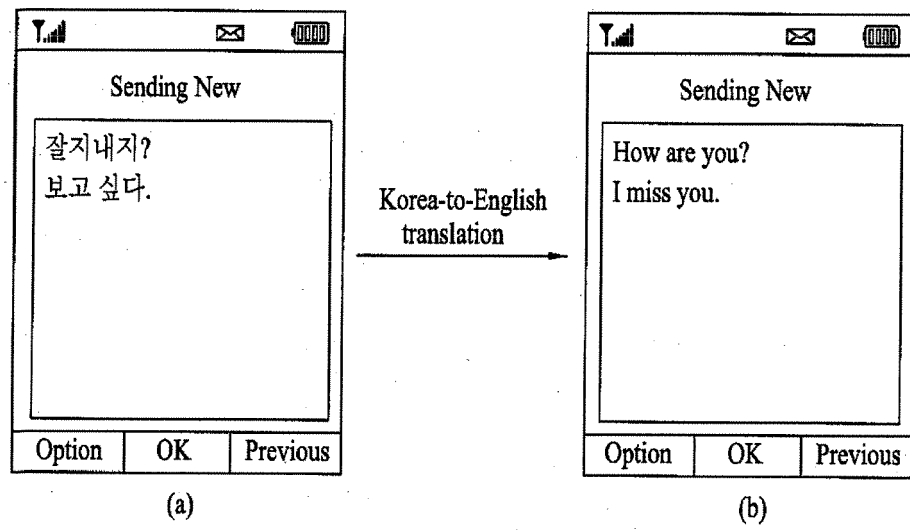 Sending New
잘지내지?
보고 싶다.
Option OK Previous
(a)
Korea-to-English
translation
Sending New
How are you?
I miss you.
Option OK Previous
(b)